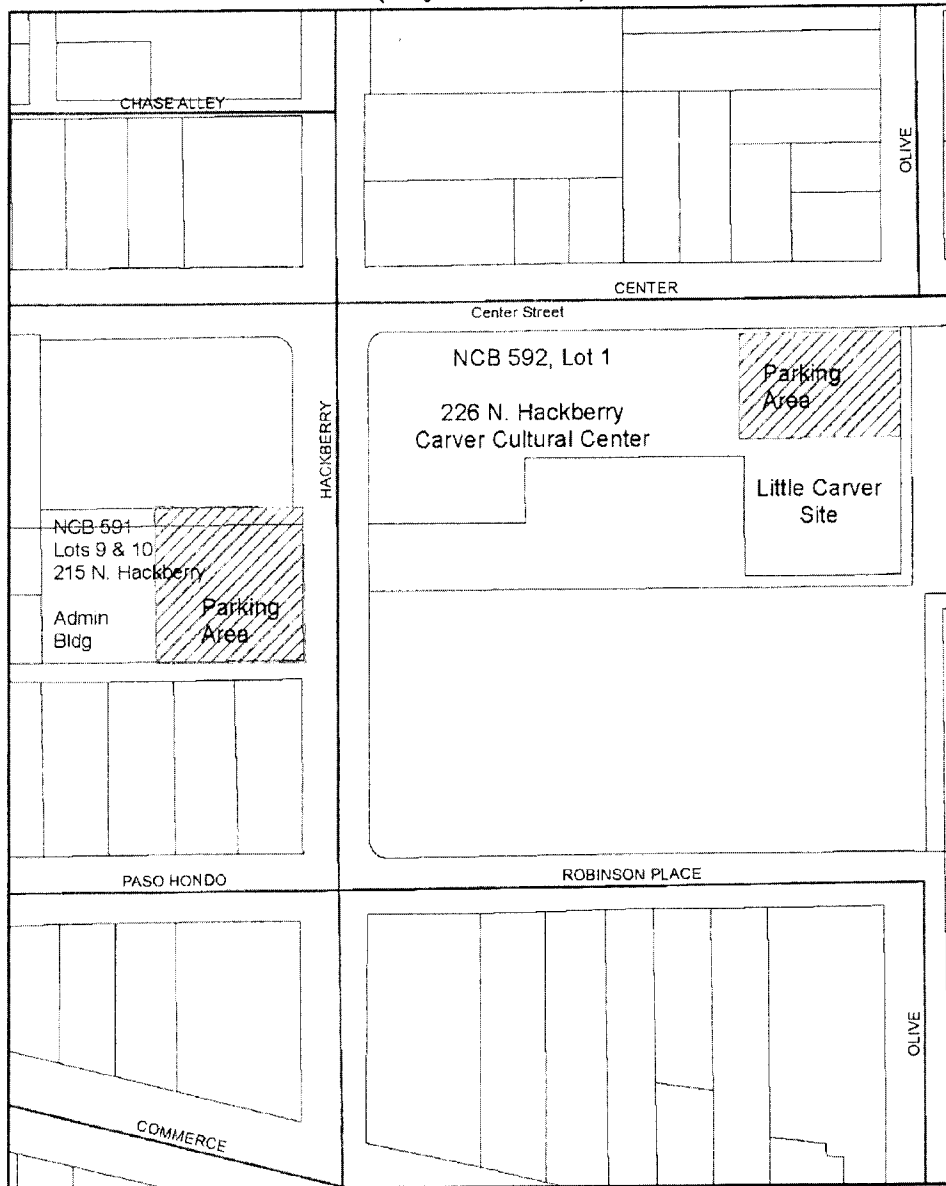 CHASE ALLEY
OLIVE
CENTER
Center Street
NCB 592, Lot 1
226 N. Hackberry
Carver Cultural Center
Parking
Area
HACKBERRY
Little Carver
Site
NCB 591
Lots 9 & 10
215 N. Hackberry
Admin
Bldg
Parking
Area
PASO HONDO
ROBINSON PLACE
OLIVE
COMMERCE